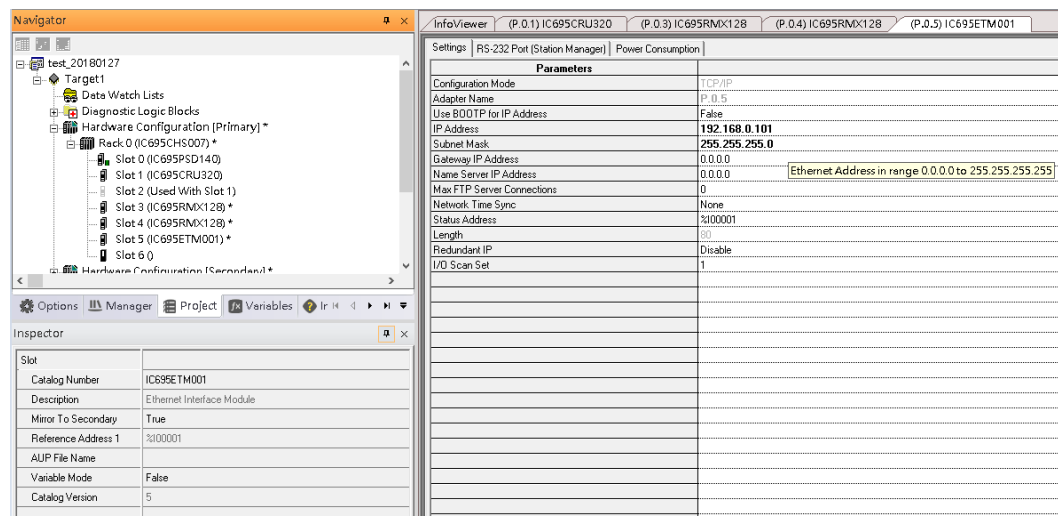 Navigator
test_20180127
Target1
Data Watch Lists
Diagnostic Logic Blocks
Hardware Configuration [Primary] *
Rack 0 (IC695CHS007) *
Slot 0 (IC695PSD140)
Slot 1 (IC695CRU320)
Slot 2 (Used With Slot 1)
Slot 3 (IC695RMX128) *
Slot 4 (IC695RMX128) *
Slot 5 (IC695ETM001) *
Slot 6 ()
Hardware Configuration [Secondary] *
Options Manager Project Variables Ir
Inspector
Slot
Catalog Number IC695ETM001
Description Ethernet Interface Module
Mirror To Secondary True
Reference Address 1 %I00001
AUP File Name
Variable Mode False
Catalog Version 5
InfoViewer (P.0.1) IC695CRU320 (P.0.3) IC695RMX128 (P.0.4) IC695RMX128 (P.0.5) IC695ETM001
Settings RS-232 Port (Station Manager) Power Consumption
Parameters
Configuration Mode TCP/IP
Adapter Name P.0.5
Use BOOTP for IP Address False
IP Address 192.168.0.101
Subnet Mask 255.255.255.0
Gateway IP Address 0.0.0.0
Name Server IP Address 0.0.0.0
Ethernet Address in range 0.0.0.0 to 255.255.255.255
Max FTP Server Connections 0
Network Time Sync None
Status Address %I00001
Length 80
Redundant IP Disable
I/O Scan Set 1